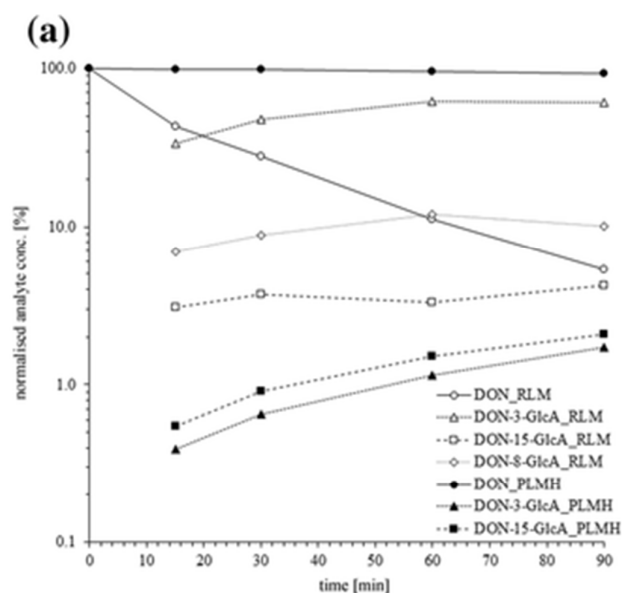 (a)
normalised analyte conc. [%]
100.0
10.0
1.0
0.1
DON_RLM
DON-3-GlcA_RLM
DON-15-GlcA_RLM
DON-8-GlcA_RLM
DON_PLMH
DON-3-GlcA_PLMH
DON-15-GlcA_PLMH
0 10 20 30 40 50 60 70 80 90
time [min]